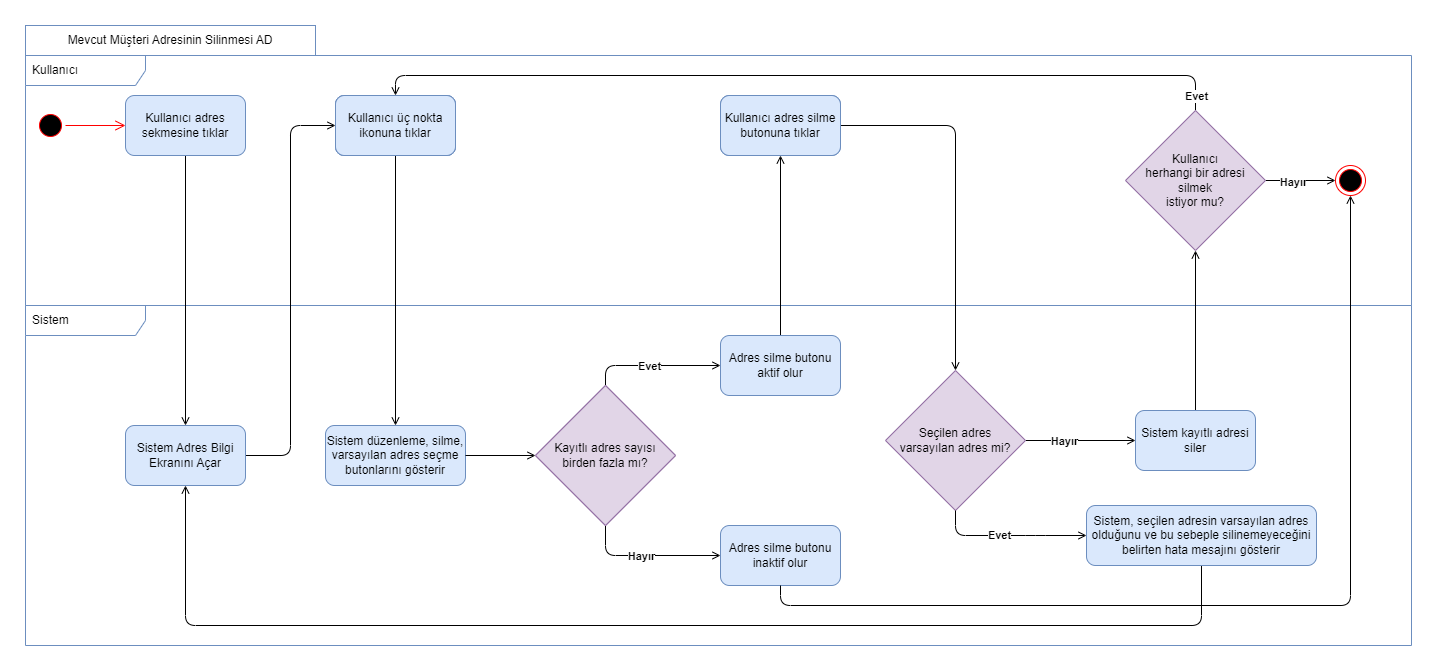 Mevcut Müşteri Adresinin Silinmesi AD
Kullanıcı
Kullanıcı adres
sekmesine tıklar
Kullanıcı üç nokta
ikonuna tıklar
Kullanıcı adres silme
butonuna tıklar
Evet
Kullanıcı
herhangi bir adresi
silmek
istiyor mu?
Hayır
Sistem
Sistem Adres Bilgi
Ekranını Açar
Sistem düzenleme, silme,
varsayılan adres seçme
butonlarını gösterir
Kayıtlı adres sayısı
birden fazla mı?
Evet
Adres silme butonu
aktif olur
Hayır
Adres silme butonu
inaktif olur
Seçilen adres
varsayılan adres mi?
Hayır
Sistem kayıtlı adresi
siler
Evet
Sistem, seçilen adresin varsayılan adres
olduğunu ve bu sebeple silinemeyeceğini
belirten hata mesajını gösterir